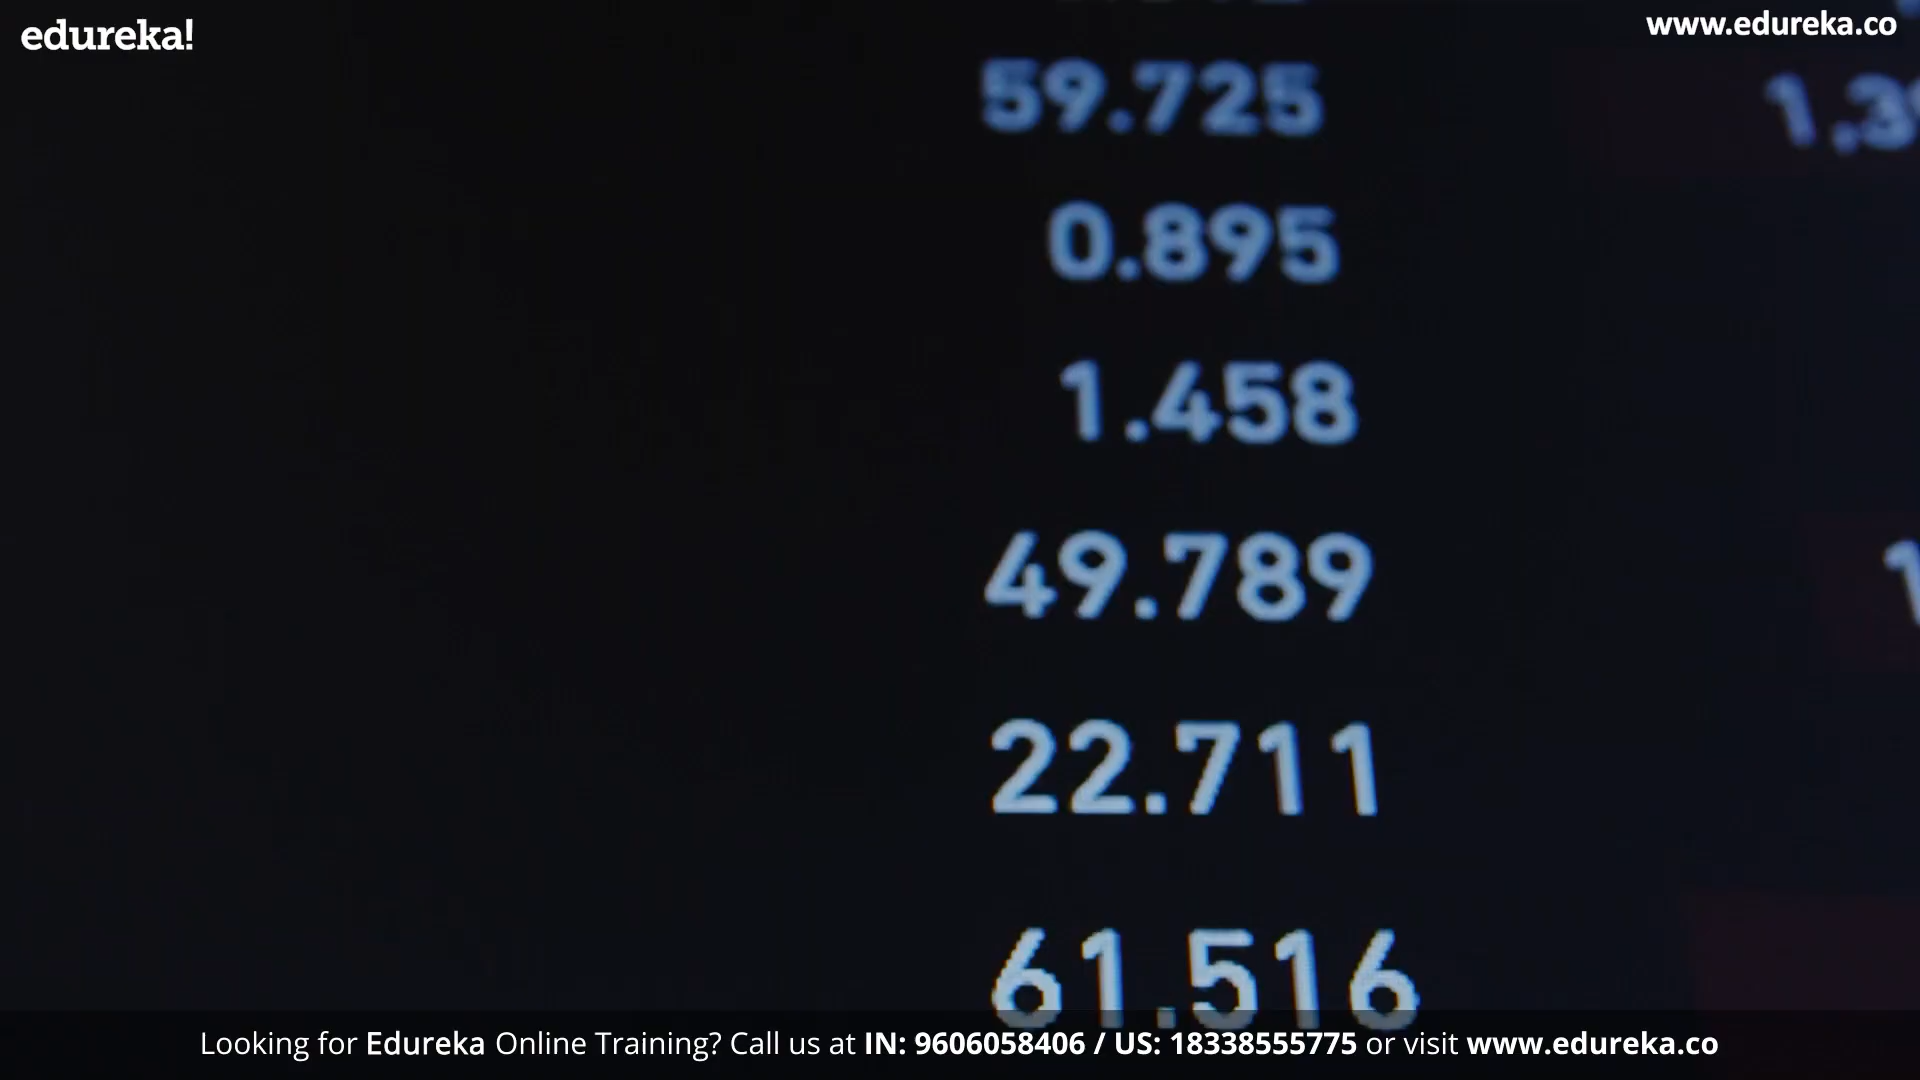 edureka!
www.edureka.co
59.725
0.895
1.458
49.789
22.711
61.516
Looking for Edureka Online Training? Call us at IN: 9606058406 / US: 18338555775 or visit www.edureka.co